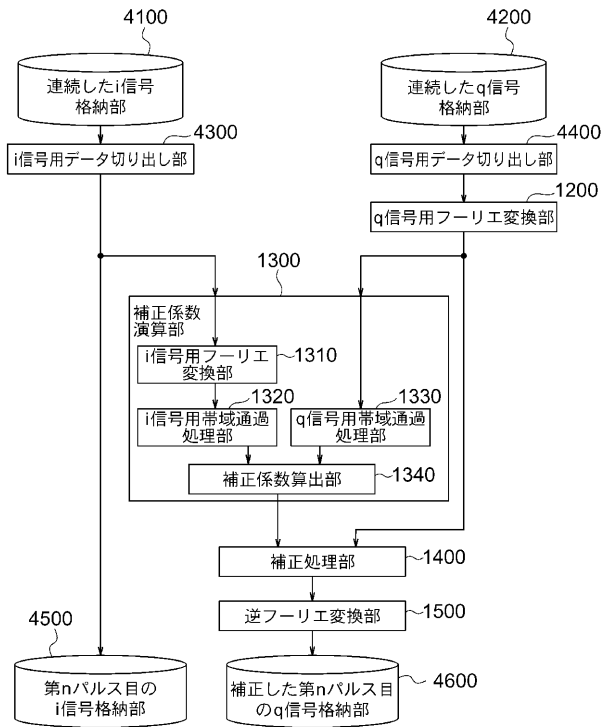 4100
4200
連続したi信号
格納部
連続したq信号
格納部
4300
4400
i信号用データ切り出し部
q信号用データ切り出し部
1200
q信号用フーリエ変換部
1300
補正係数
演算部
1310
i信号用フーリエ
変換部
1320
1330
i信号用帯域通過
処理部
q信号用帯域通過
処理部
1340
補正係数算出部
1400
補正処理部
1500
逆フーリエ変換部
4500
4600
第nパルス目の
i信号格納部
補正した第nパルス目
のq信号格納部